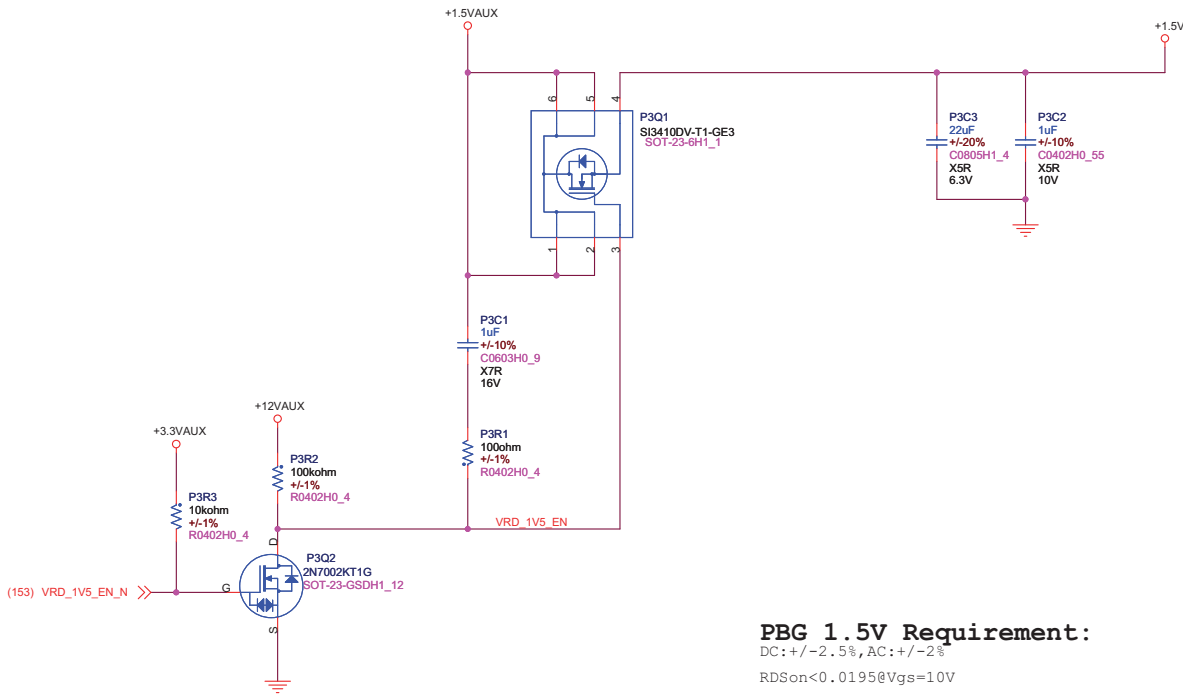 +1.5VAUX
+1.5V
6
5
4
P3Q1
SI3410DV-T1-GE3
SOT-23-6H1_1
1
2
3
P3C3
22uF
+/-20%
C0805H1_4
X5R
6.3V
P3C2
1uF
+/-10%
C0402H0_55
X5R
10V
P3C1
1uF
+/-10%
C0603H0_9
X7R
16V
+12VAUX
+3.3VAUX
P3R2
100kohm
+/-1%
R0402H0_4
P3R1
100ohm
+/-1%
R0402H0_4
P3R3
10kohm
+/-1%
R0402H0_4
VRD_1V5_EN
D
P3Q2
2N7002KT1G
SOT-23-GSDH1_12
(153) VRD_1V5_EN_N
G
S
PBG 1.5V Requirement:
DC:+/-2.5%,AC:+/-2%
RDSon<0.0195@Vgs=10V